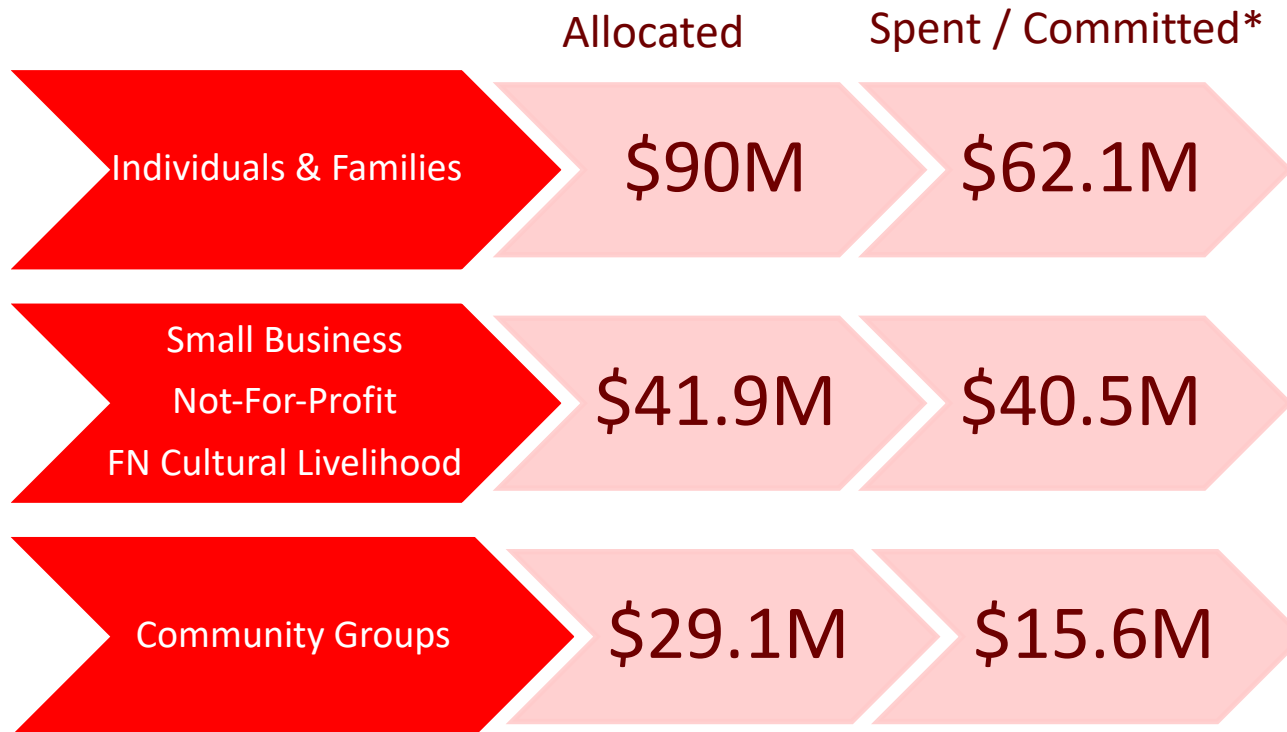 Allocated Spent / Committed*
Individuals & Families $90M $62.1M
Small Business
Not-For-Profit $41.9M $40.5M
FN Cultural Livelihood
Community Groups $29.1M $15.6M